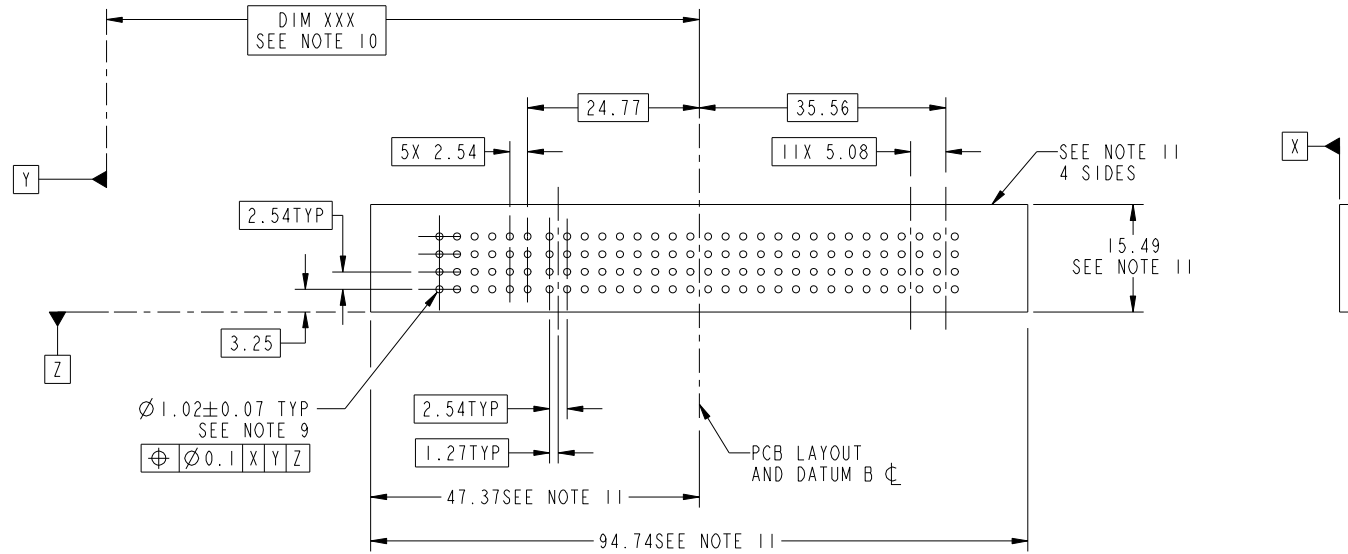 DIM XXX
SEE NOTE 10
24.77
35.56
5X 2.54
11X 5.08
SEE NOTE 11
4 SIDES
X
Y
2.54TYP
15.49
SEE NOTE 11
3.25
Z
Ø1.02±0.07 TYP
SEE NOTE 9
⌖ Ø0.1 X Y Z
2.54TYP
1.27TYP
PCB LAYOUT
AND DATUM B ℄
47.37SEE NOTE 11
94.74SEE NOTE 11